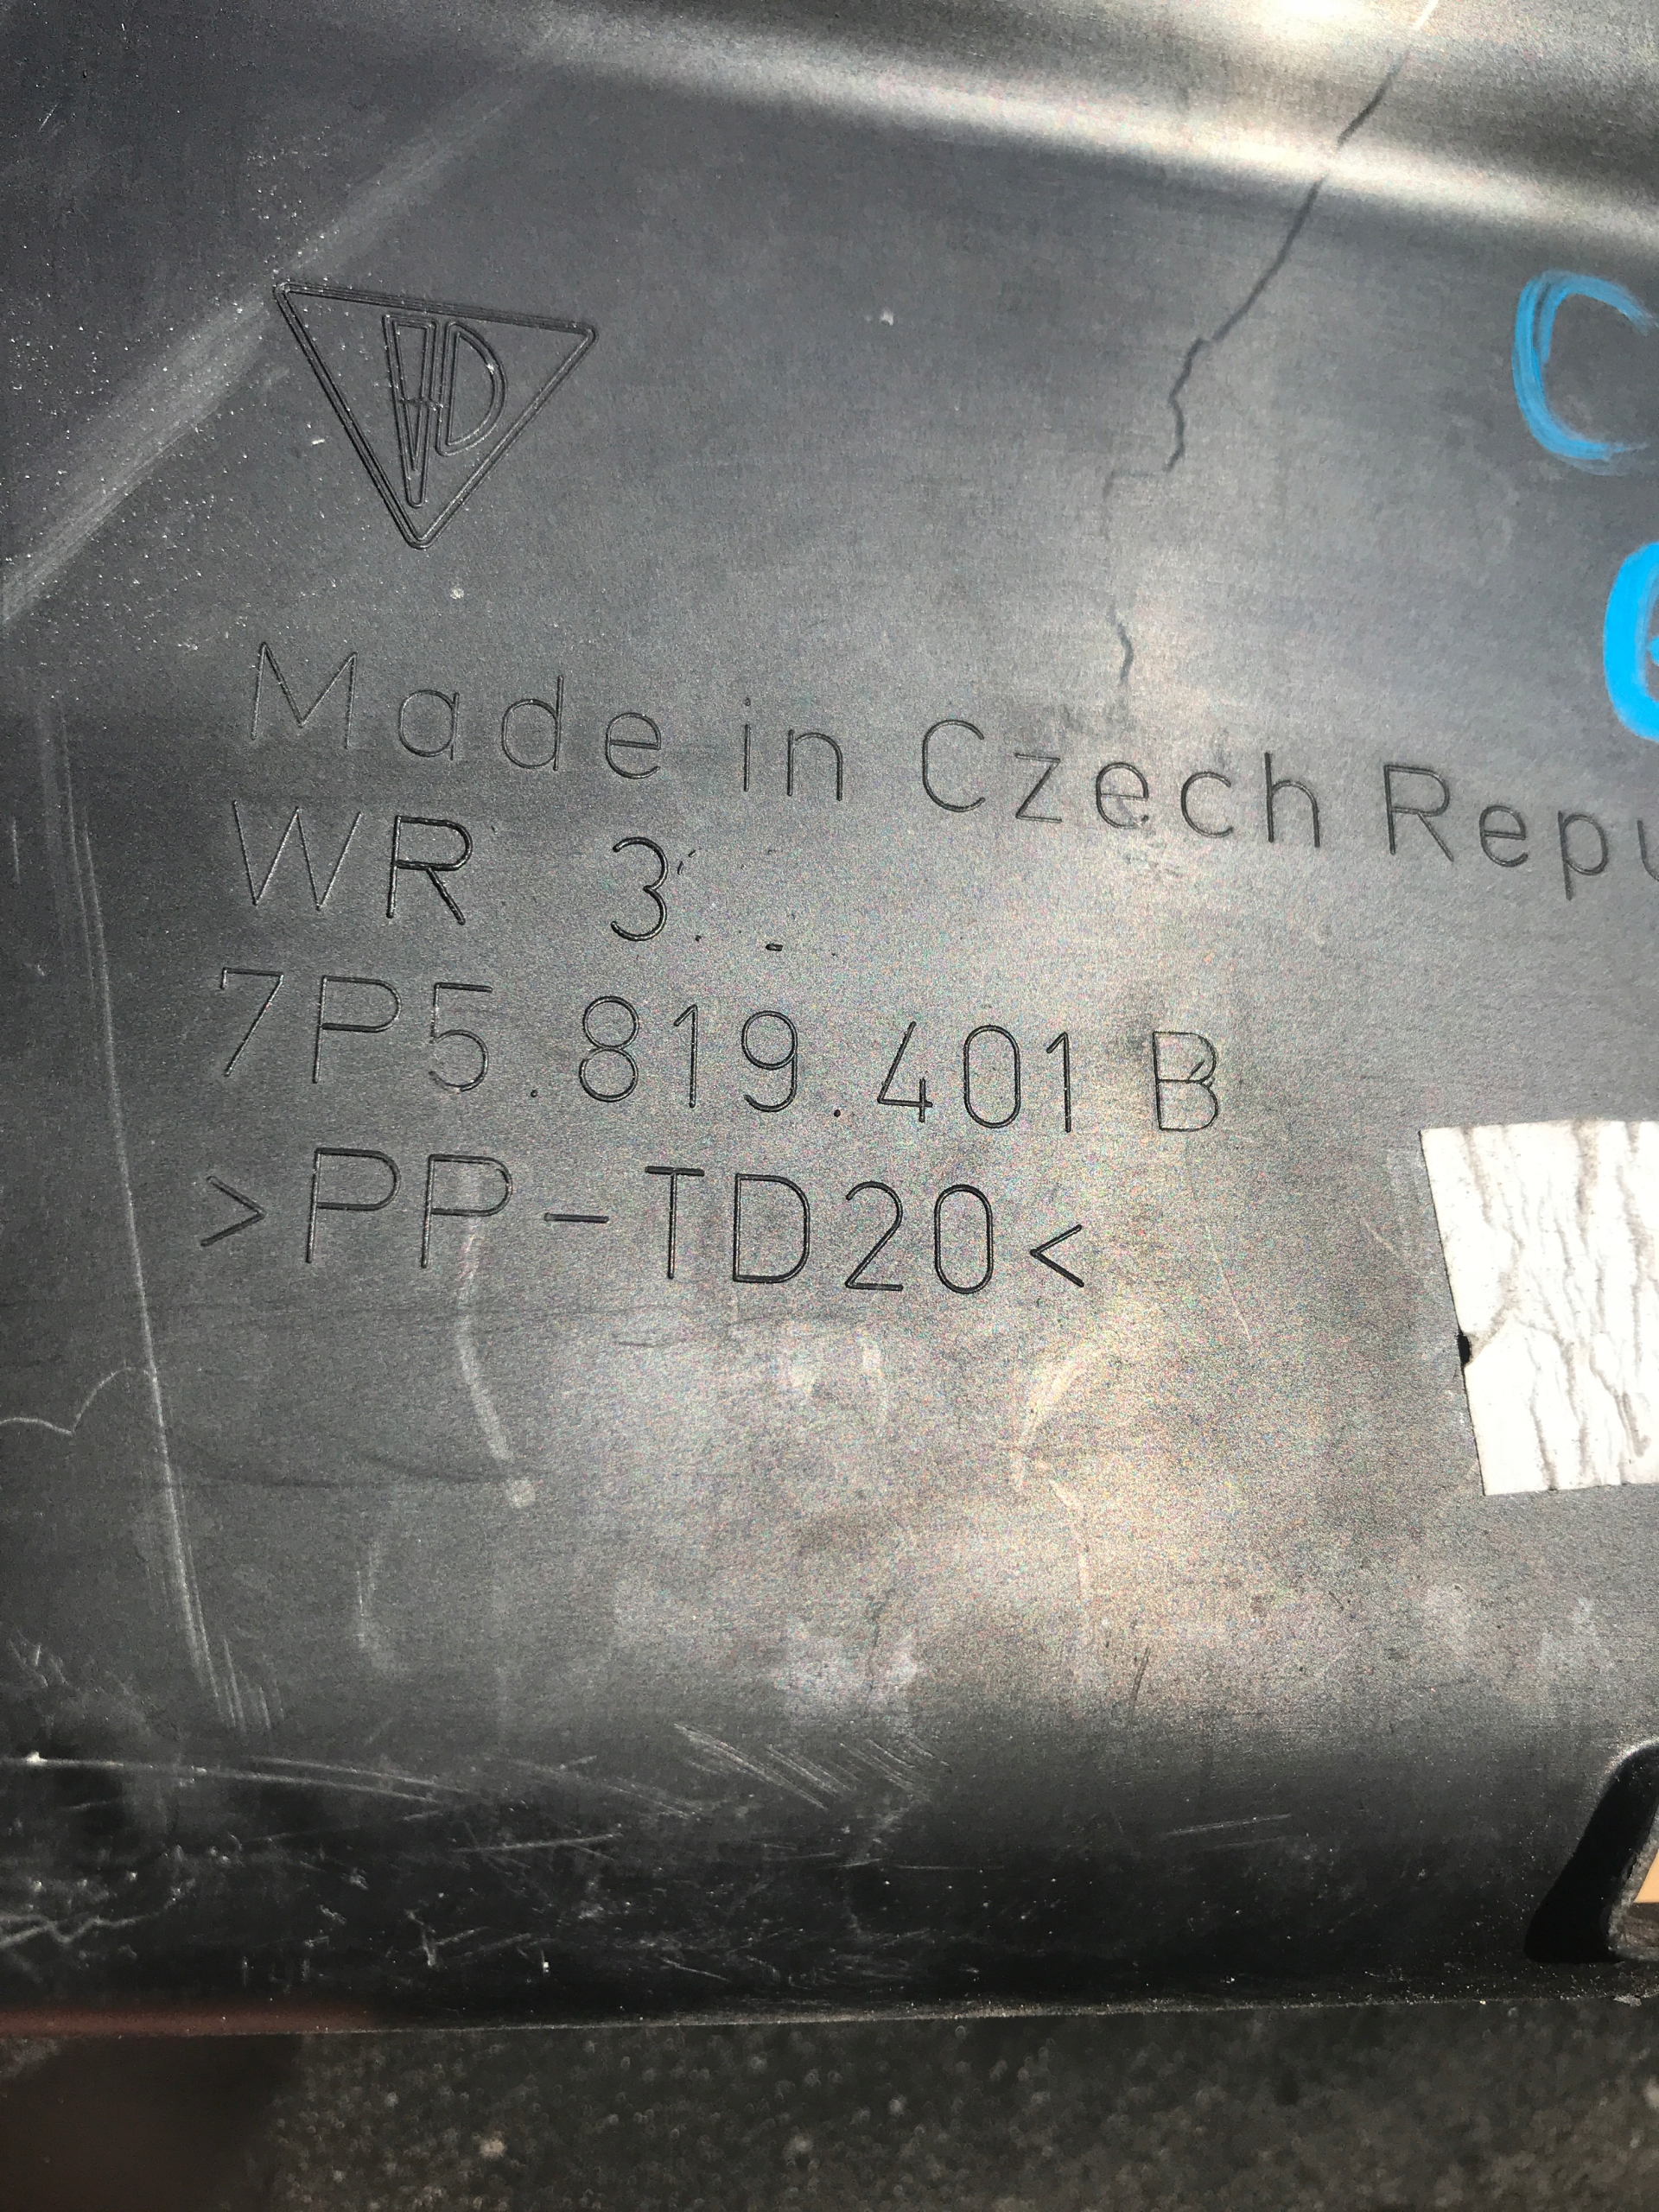 Made in Czech Repu
WR 3
7P5.819.401 B
>PP-TD20<